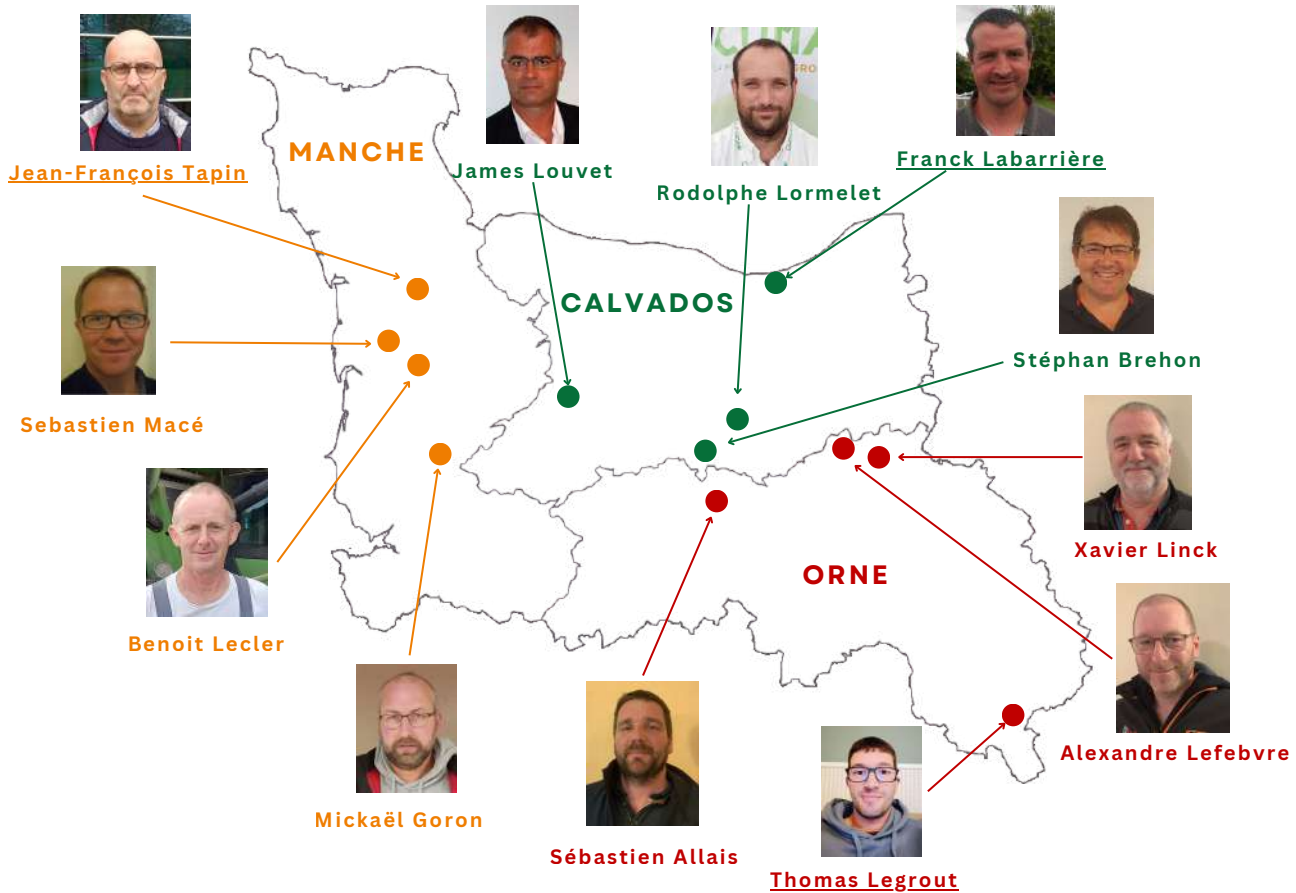 MANCHE
Jean-François Tapin
James Louvet
Rodolphe Lormelet
Franck Labarrière
CALVADOS
Stéphan Brehon
Sebastien Macé
Xavier Linck
ORNE
Benoit Lecler
Alexandre Lefebvre
Mickaël Goron
Sébastien Allais
Thomas Legrout